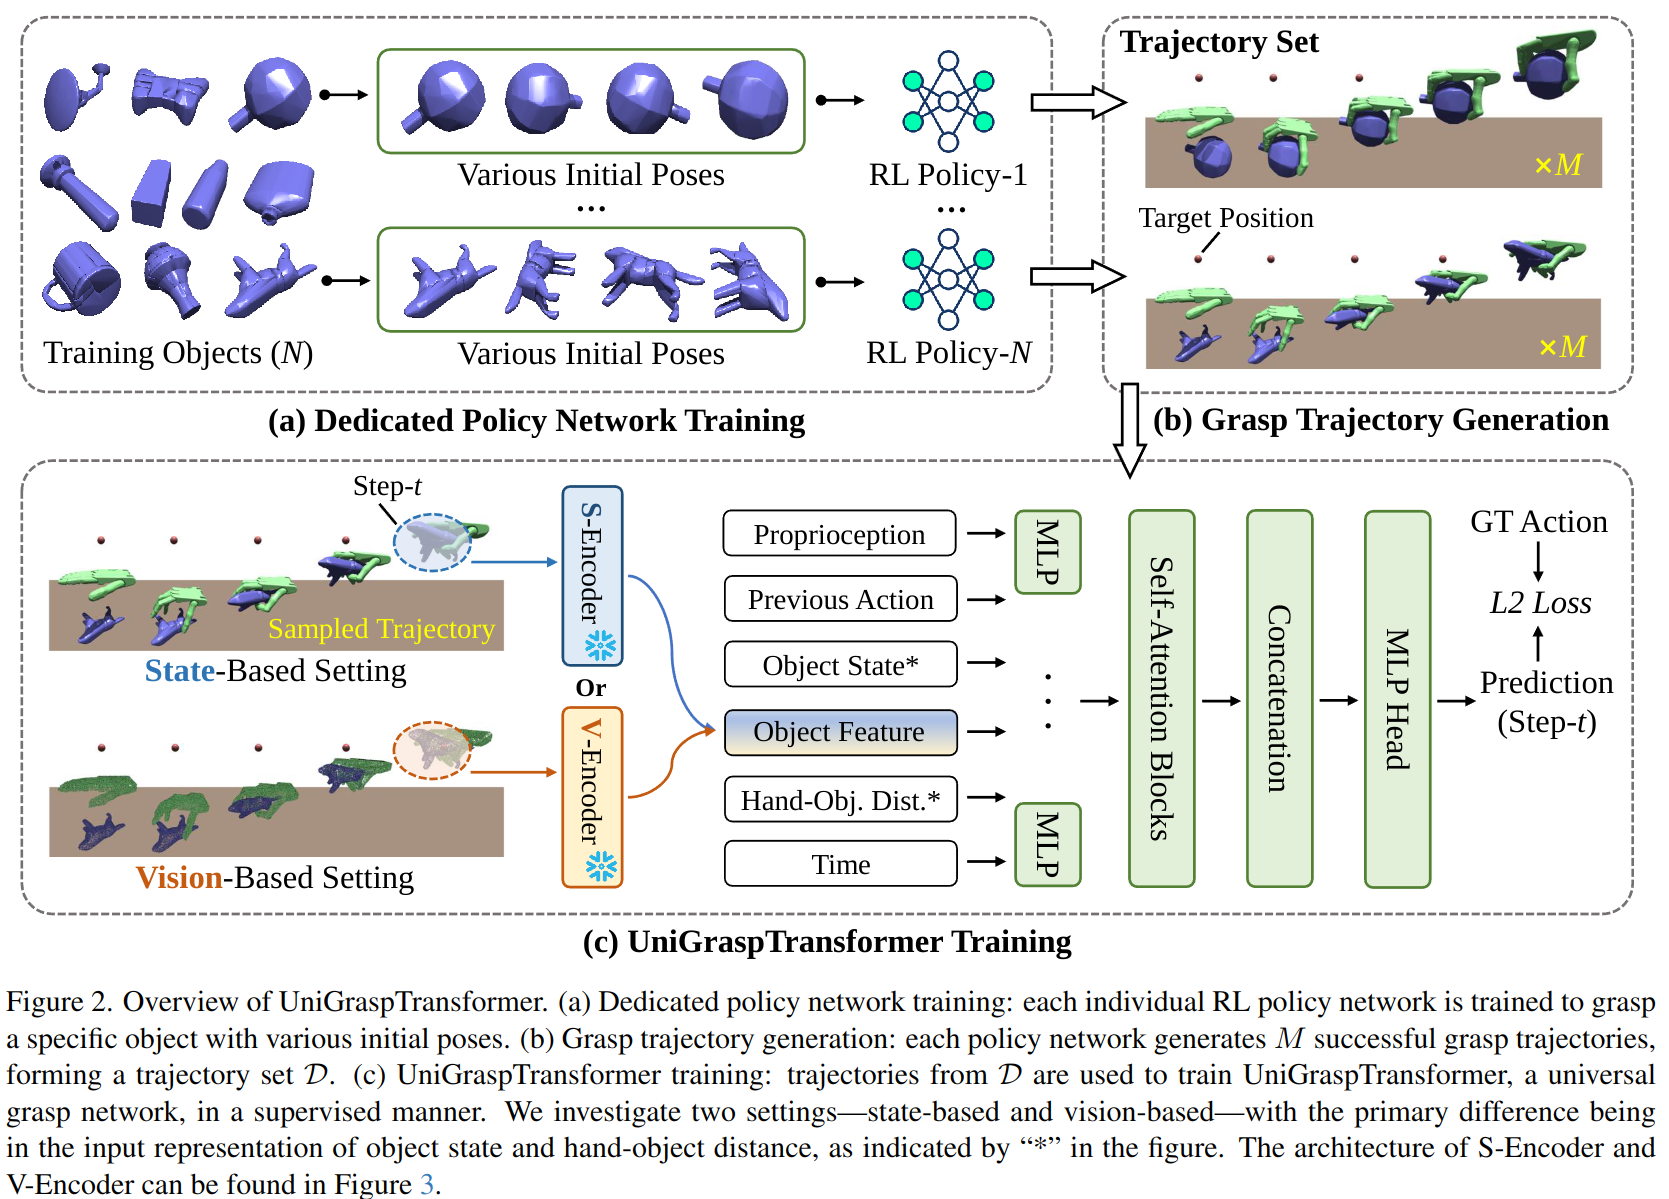 Trajectory Set
Various Initial Poses
RL Policy-1
×M
...
...
Target Position
Training Objects (N)
Various Initial Poses
RL Policy-N
×M
(a) Dedicated Policy Network Training
(b) Grasp Trajectory Generation
Step-t
Sampled Trajectory
State-Based Setting
S-Encoder
Or
V-Encoder
Vision-Based Setting
Proprioception
Previous Action
Object State*
Object Feature
Hand-Obj. Dist.*
Time
MLP
MLP
Self-Attention Blocks
Concatenation
MLP Head
GT Action
L2 Loss
Prediction
(Step-t)
(c) UniGraspTransformer Training
Figure 2. Overview of UniGraspTransformer. (a) Dedicated policy network training: each individual RL policy network is trained to grasp
a specific object with various initial poses. (b) Grasp trajectory generation: each policy network generates M successful grasp trajectories,
forming a trajectory set D. (c) UniGraspTransformer training: trajectories from D are used to train UniGraspTransformer, a universal
grasp network, in a supervised manner. We investigate two settings—state-based and vision-based—with the primary difference being
in the input representation of object state and hand-object distance, as indicated by “*” in the figure. The architecture of S-Encoder and
V-Encoder can be found in Figure 3.